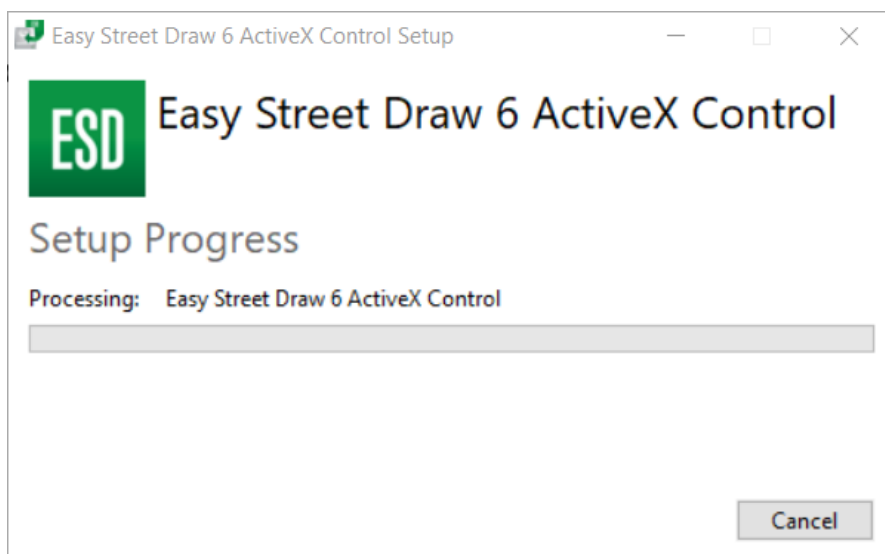 Easy Street Draw 6 ActiveX Control Setup
ESD
Easy Street Draw 6 ActiveX Control
Setup Progress
Processing: Easy Street Draw 6 ActiveX Control
Cancel